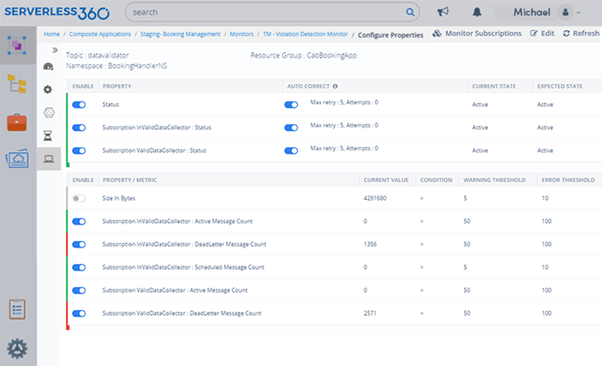 SERVERLESS360 search Michael
Home / Composite Applications / Staging- Booking Management / Monitors / TM - Violation Detection Monitor / Configure Properties Monitor Subscriptions Edit Refresh
Topic : datavalidator Resource Group : CabBookingApp
Namespace : BookingHandlerNS
ENABLE PROPERTY AUTO CORRECT CURRENT STATE EXPECTED STATE
Status Max retry : 5, Attempts : 0 Active Active
Subscription InValidDataCollector : Status Max retry : 5, Attempts : 0 Active Active
Subscription ValidDataCollector : Status Max retry : 5, Attempts : 0 Active Active
ENABLE PROPERTY / METRIC CURRENT VALUE CONDITION WARNING THRESHOLD ERROR THRESHOLD
Size In Bytes 4291680 > 5 10
Subscription InValidDataCollector : Active Message Count 0 > 50 100
Subscription InValidDataCollector : DeadLetter Message Count 1356 > 50 100
Subscription InValidDataCollector : Scheduled Message Count 0 > 5 10
Subscription ValidDataCollector : Active Message Count 0 > 50 100
Subscription ValidDataCollector : DeadLetter Message Count 2571 > 50 100